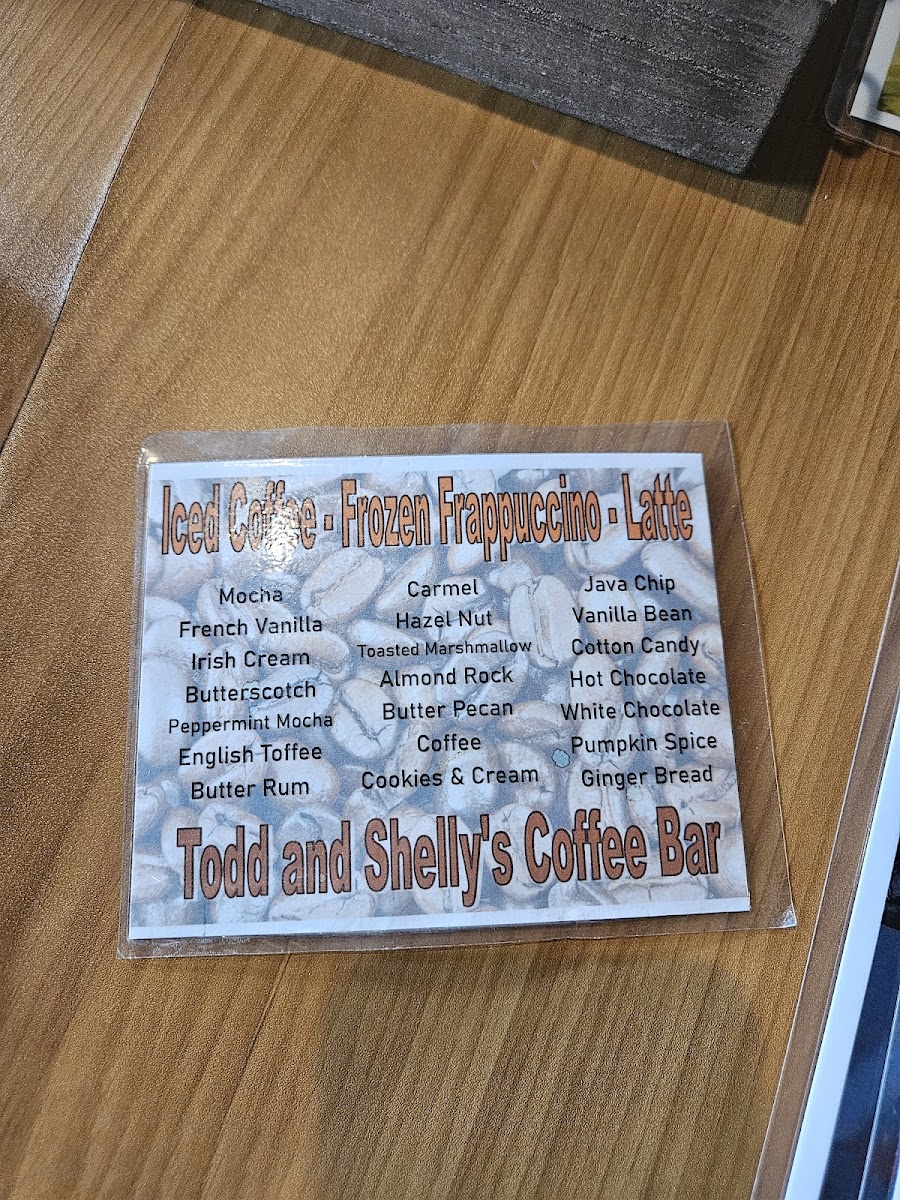 Iced Coffee - Frozen Frappuccino - Latte
Mocha
French Vanilla
Irish Cream
Butterscotch
Peppermint Mocha
English Toffee
Butter Rum
Carmel
Hazel Nut
Toasted Marshmallow
Almond Rock
Butter Pecan
Coffee
Cookies & Cream
Java Chip
Vanilla Bean
Cotton Candy
Hot Chocolate
White Chocolate
Pumpkin Spice
Ginger Bread
Todd and Shelly's Coffee Bar